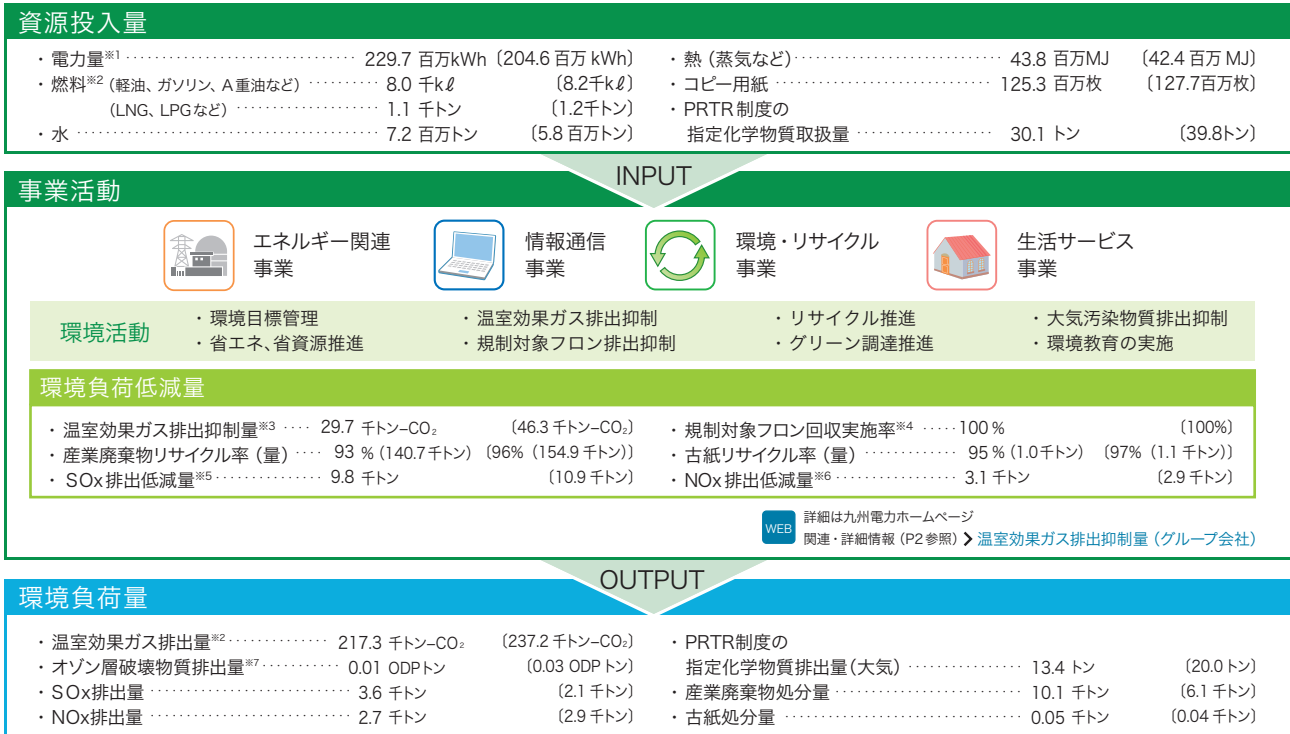 資源投入量
・電力量※1 ······························ 229.7 百万kWh〔204.6 百万 kWh〕
・燃料※2（軽油、ガソリン、A重油など） ·········· 8.0 千kℓ 〔8.2千kℓ〕
（LNG、LPGなど） ···················· 1.1 千トン 〔1.2千トン〕
・水 ······································· 7.2 百万トン 〔5.8 百万トン〕
・熱（蒸気など）··························· 43.8 百万MJ 〔42.4 百万 MJ〕
・コピー用紙 ···························· 125.3 百万枚 〔127.7百万枚〕
・PRTR制度の
指定化学物質取扱量 ·················· 30.1 トン 〔39.8トン〕
INPUT
事業活動
エネルギー関連
事業
情報通信
事業
環境・リサイクル
事業
生活サービス
事業
環境活動
・環境目標管理
・省エネ、省資源推進
・温室効果ガス排出抑制
・規制対象フロン排出抑制
・リサイクル推進
・グリーン調達推進
・大気汚染物質排出抑制
・環境教育の実施
環境負荷低減量
・温室効果ガス排出抑制量※3 ···· 29.7 千トン–CO₂ 〔46.3 千トン–CO₂〕
・産業廃棄物リサイクル率（量）···· 93 %（140.7千トン）〔96%（154.9 千トン）〕
・SOx排出低減量※5 ··············· 9.8 千トン 〔10.9 千トン〕
・規制対象フロン回収実施率※4 ·····100 % 〔100%〕
・古紙リサイクル率（量）············ 95 %（1.0千トン）〔97%（1.1 千トン）〕
・NOx排出低減量※6 ················· 3.1 千トン 〔2.9 千トン〕
WEB
詳細は九州電力ホームページ
関連・詳細情報（P2参照）> 温室効果ガス排出抑制量（グループ会社）
OUTPUT
環境負荷量
・温室効果ガス排出量※2·············· 217.3 千トン–CO₂ 〔237.2 千トン–CO₂〕
・オゾン層破壊物質排出量※7··········· 0.01 ODPトン 〔0.03 ODP トン〕
・SOx排出量 ·························· 3.6 千トン 〔2.1 千トン〕
・NOx排出量 ·························· 2.7 千トン 〔2.9 千トン〕
・PRTR制度の
指定化学物質排出量（大気） ················ 13.4 トン 〔20.0 トン〕
・産業廃棄物処分量 ························ 10.1 千トン 〔6.1 千トン〕
・古紙処分量 ······························ 0.05 千トン 〔0.04 千トン〕